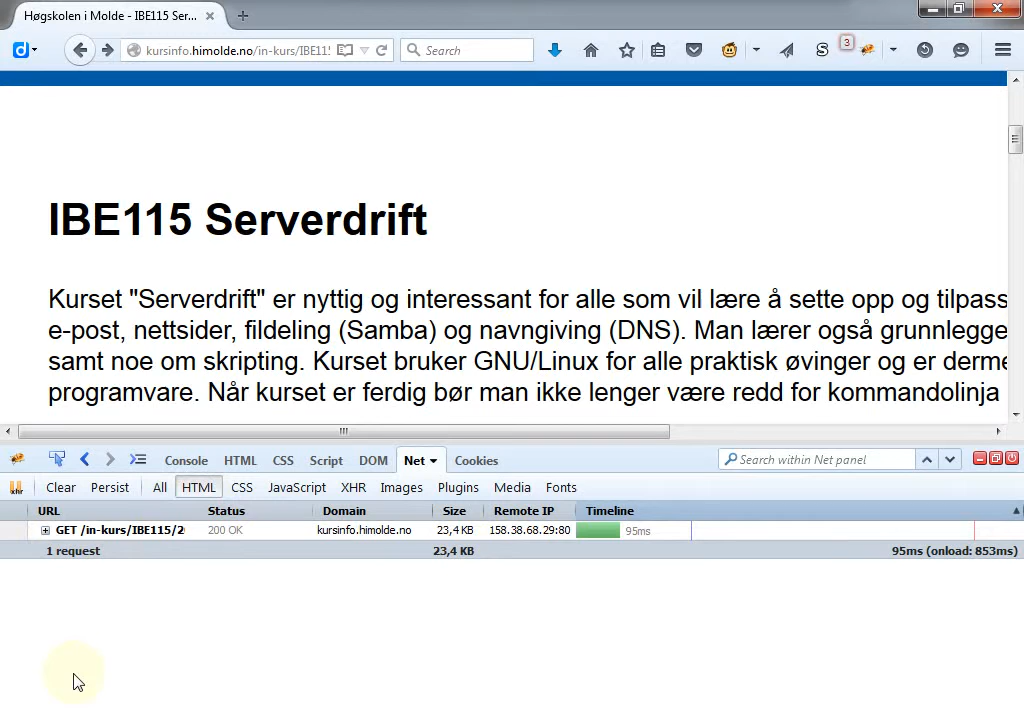 Høgskolen i Molde - IBE115 Ser...
kursinfo.himolde.no/in-kurs/IBE11!
Search
3
IBE115 Serverdrift
Kurset "Serverdrift" er nyttig og interessant for alle som vil lære å sette opp og tilpass
e-post, nettsider, fildeling (Samba) og navngiving (DNS). Man lærer også grunnlegge
samt noe om skripting. Kurset bruker GNU/Linux for alle praktisk øvinger og er derme
programvare. Når kurset er ferdig bør man ikke lenger være redd for kommandolinja
Console HTML CSS Script DOM Net Cookies
Search within Net panel
Clear Persist All HTML CSS JavaScript XHR Images Plugins Media Fonts
URL Status Domain Size Remote IP Timeline
GET /in-kurs/IBE115/2 200 OK kursinfo.himolde.no 23,4 KB 158.38.68.29:80 95ms
1 request 23,4 KB 95ms (onload: 853ms)